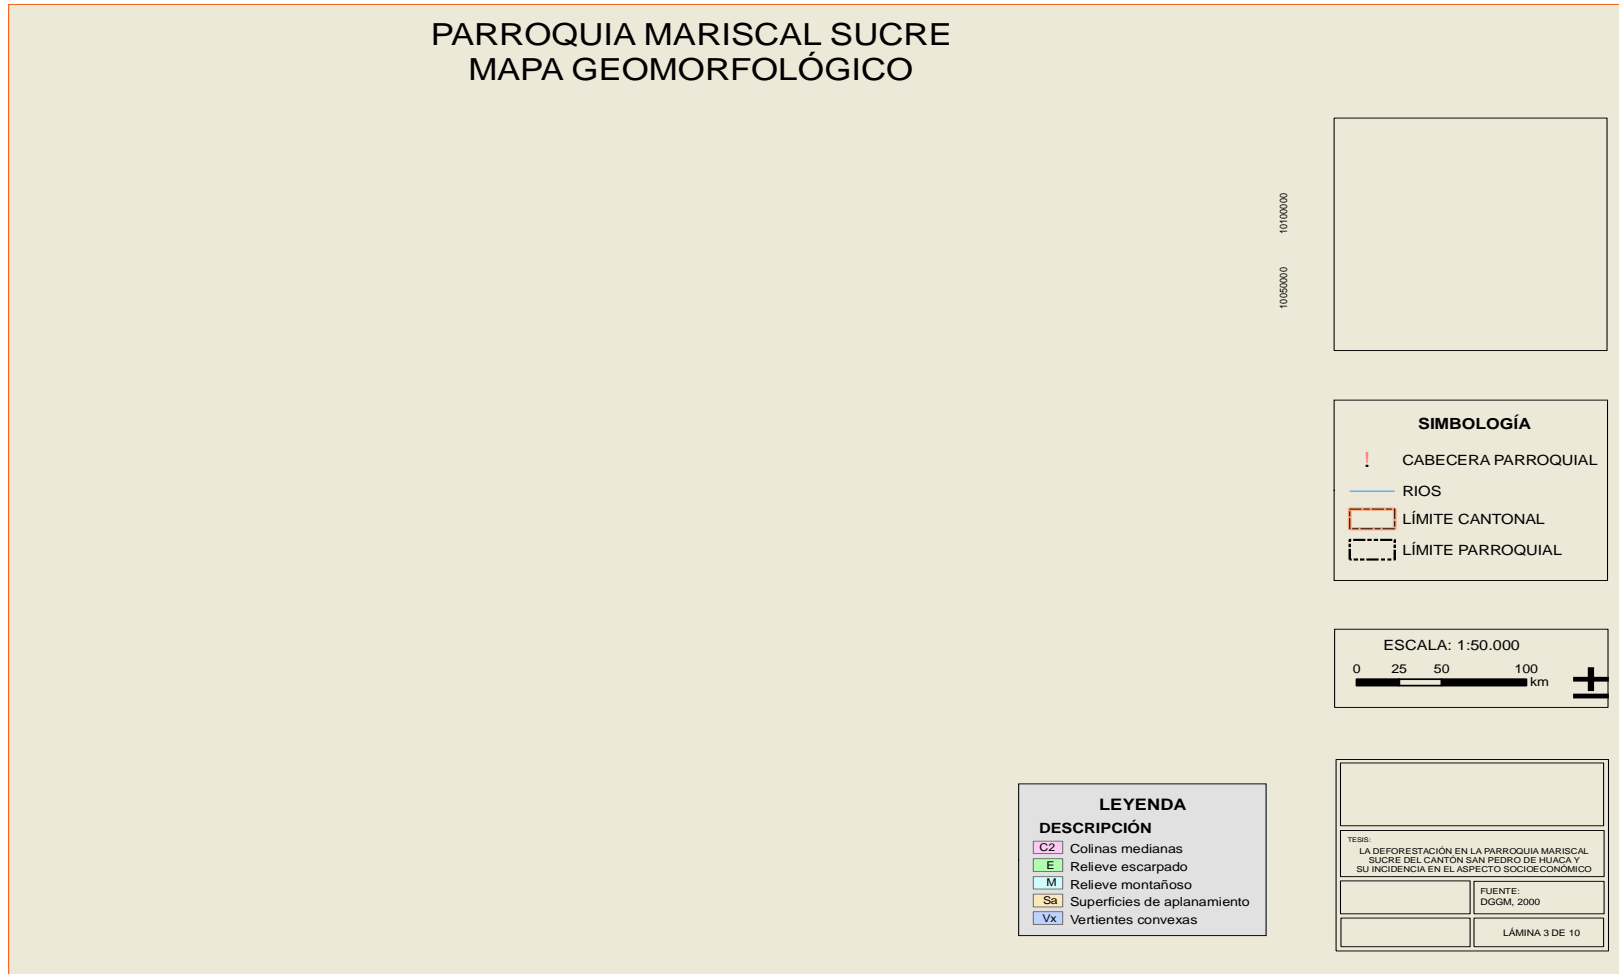 PARROQUIA MARISCAL SUCRE
MAPA GEOMORFOLÓGICO
10100000
10050000
SIMBOLOGÍA
! CABECERA PARROQUIAL
RIOS
LÍMITE CANTONAL
LÍMITE PARROQUIAL
ESCALA: 1:50.000
0 25 50 100
km
LEYENDA
DESCRIPCIÓN
C2 Colinas medianas
E Relieve escarpado
M Relieve montañoso
Sa Superficies de aplanamiento
Vx Vertientes convexas
TESIS:
LA DEFORESTACIÓN EN LA PARROQUIA MARISCAL
SUCRE DEL CANTÓN SAN PEDRO DE HUACA Y
SU INCIDENCIA EN EL ASPECTO SOCIOECONÓMICO
FUENTE:
DGGM, 2000
LÁMINA 3 DE 10